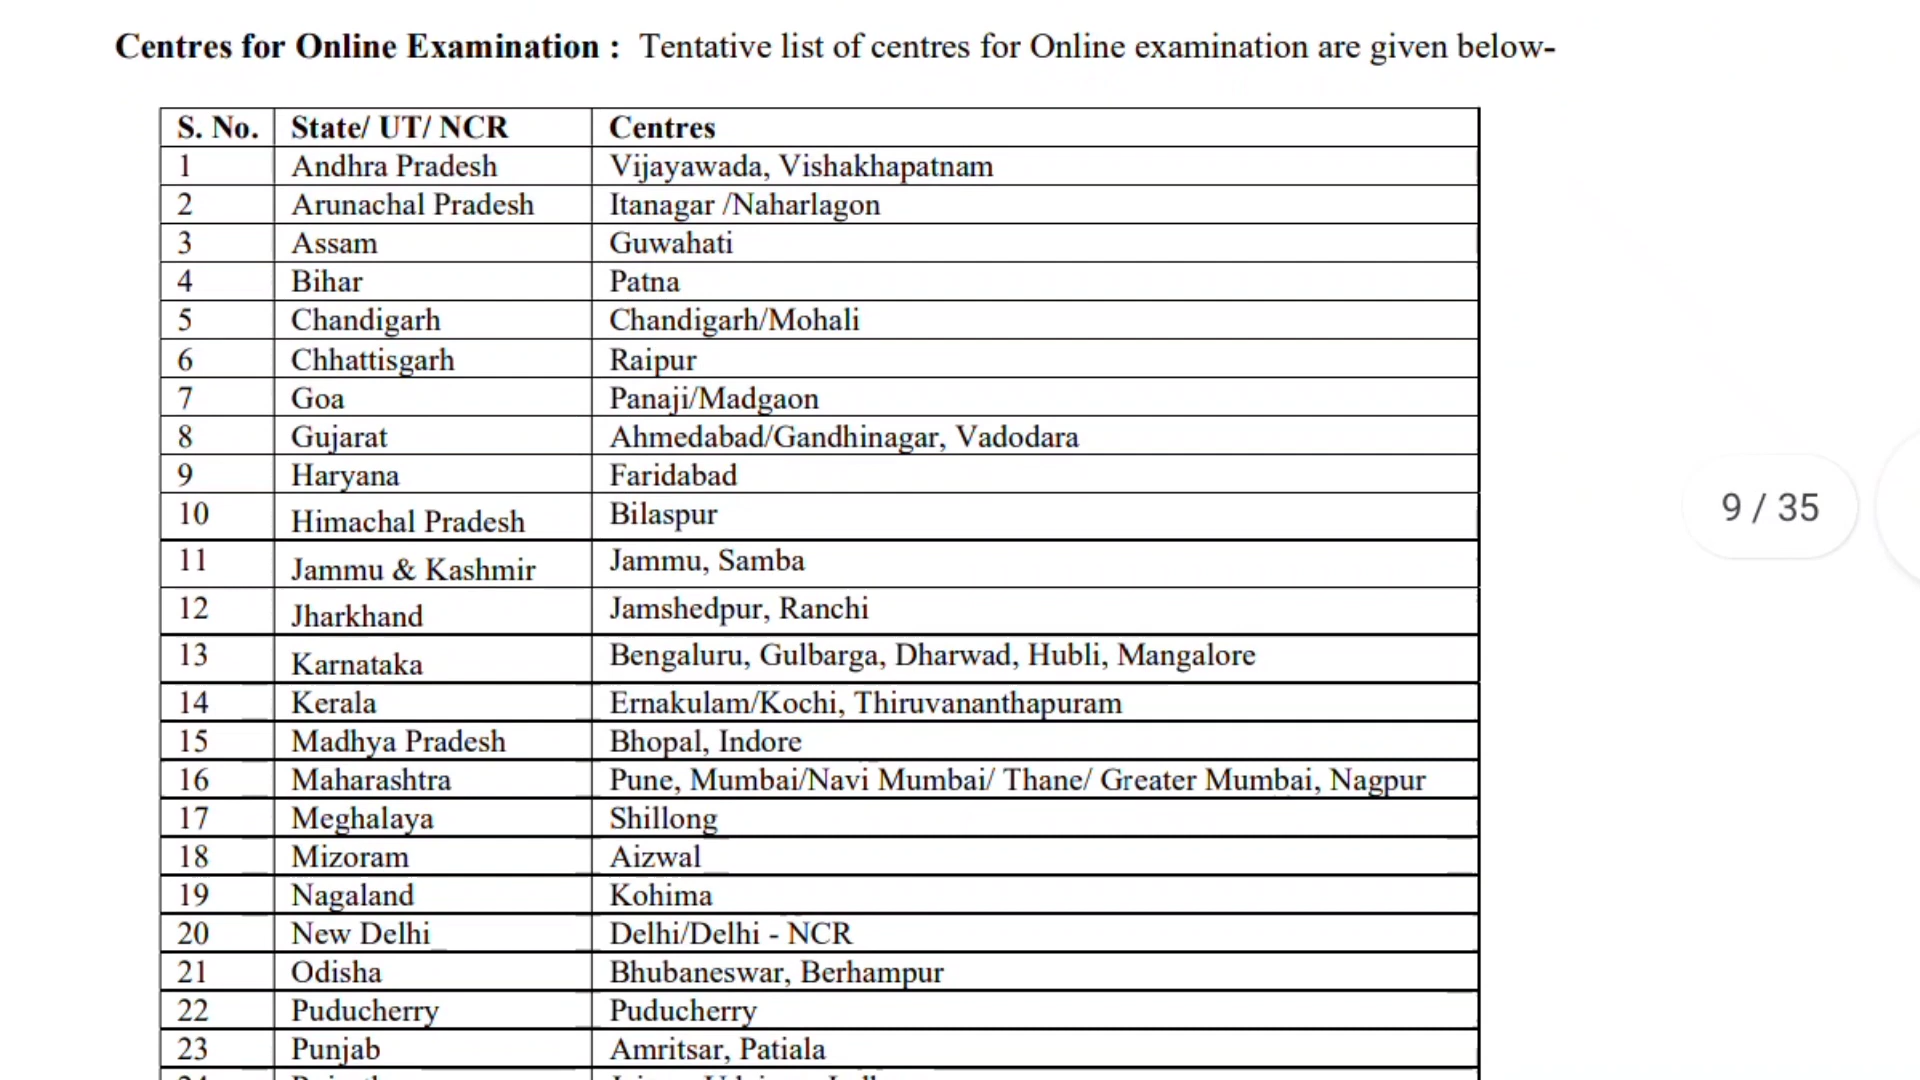 Centres for Online Examination : Tentative list of centres for Online examination are given below-
S. No. State/ UT/ NCR Centres
1 Andhra Pradesh Vijayawada, Vishakhapatnam
2 Arunachal Pradesh Itanagar /Naharlagon
3 Assam Guwahati
4 Bihar Patna
5 Chandigarh Chandigarh/Mohali
6 Chhattisgarh Raipur
7 Goa Panaji/Madgaon
8 Gujarat Ahmedabad/Gandhinagar, Vadodara
9 Haryana Faridabad
10 Himachal Pradesh Bilaspur
11 Jammu & Kashmir Jammu, Samba
12 Jharkhand Jamshedpur, Ranchi
13 Karnataka Bengaluru, Gulbarga, Dharwad, Hubli, Mangalore
14 Kerala Ernakulam/Kochi, Thiruvananthapuram
15 Madhya Pradesh Bhopal, Indore
16 Maharashtra Pune, Mumbai/Navi Mumbai/ Thane/ Greater Mumbai, Nagpur
17 Meghalaya Shillong
18 Mizoram Aizwal
19 Nagaland Kohima
20 New Delhi Delhi/Delhi - NCR
21 Odisha Bhubaneswar, Berhampur
22 Puducherry Puducherry
23 Punjab Amritsar, Patiala
9 / 35